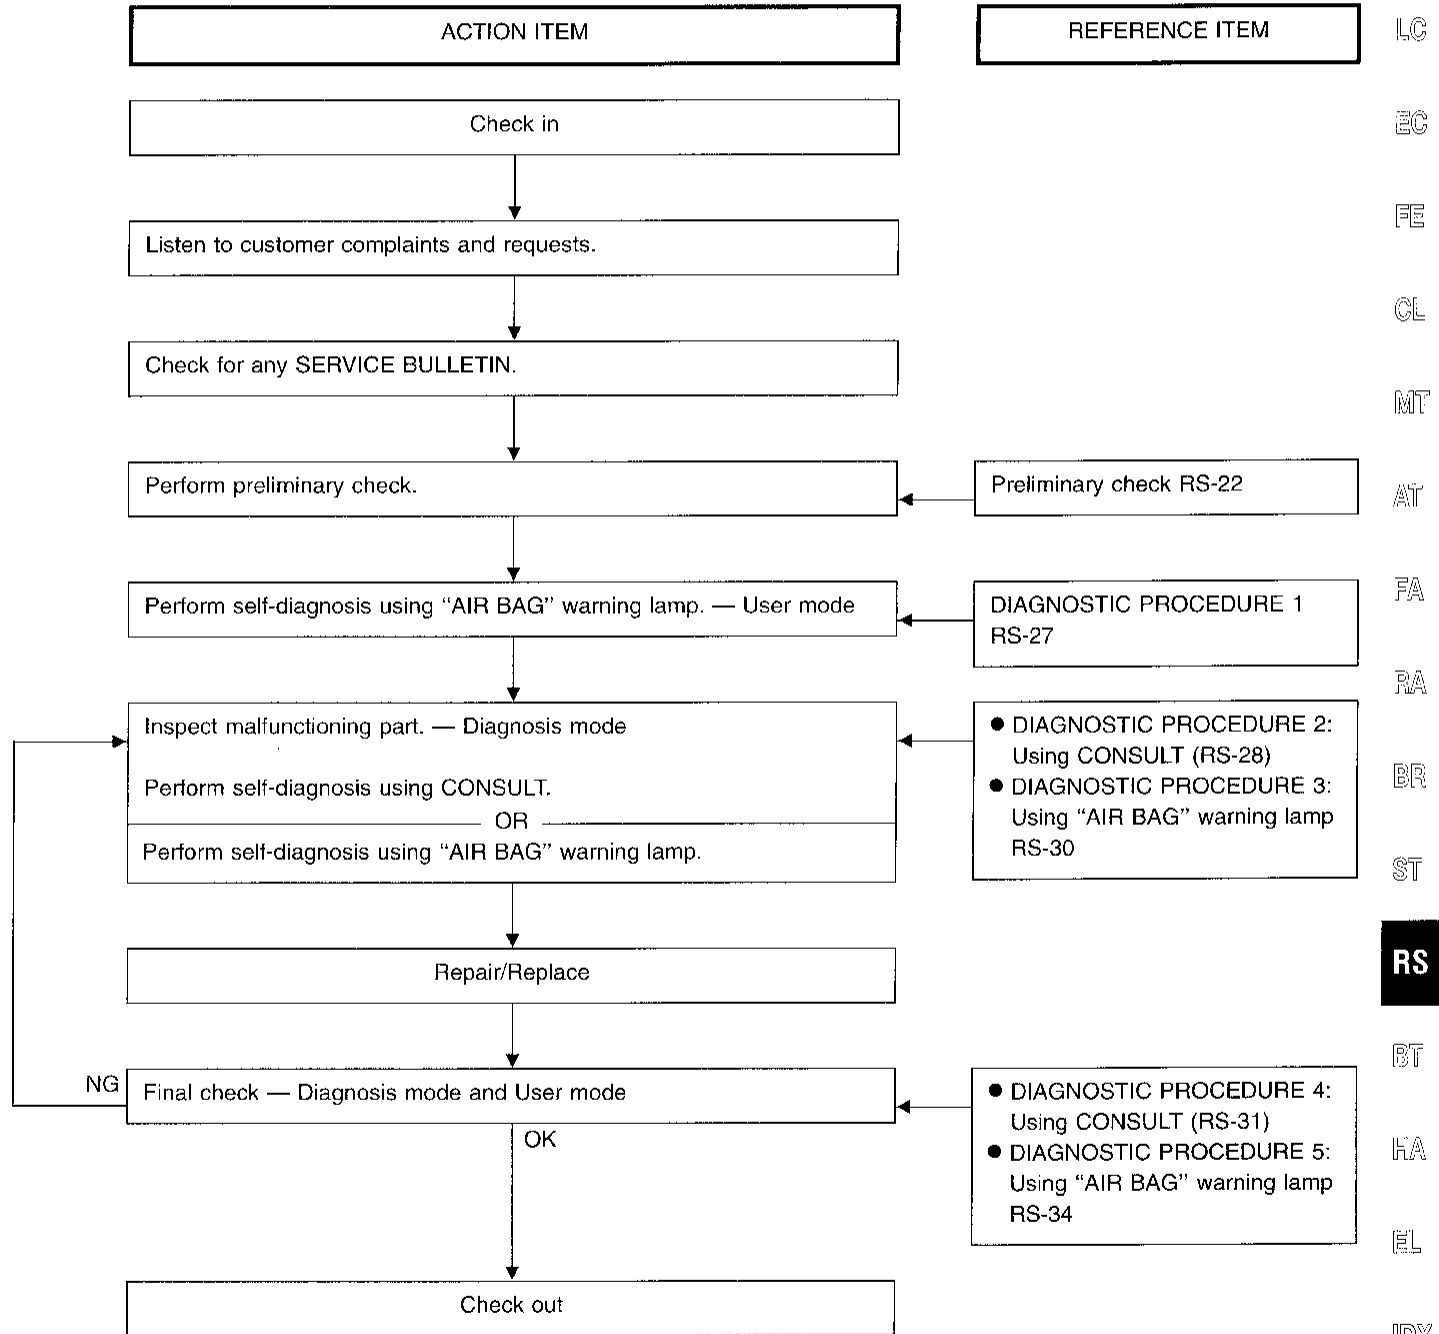 ACTION ITEM
REFERENCE ITEM
Check in
Listen to customer complaints and requests.
Check for any SERVICE BULLETIN.
Perform preliminary check.
Preliminary check RS-22
Perform self-diagnosis using “AIR BAG” warning lamp. — User mode
DIAGNOSTIC PROCEDURE 1
RS-27
Inspect malfunctioning part. — Diagnosis mode
Perform self-diagnosis using CONSULT.
OR
Perform self-diagnosis using “AIR BAG” warning lamp.
● DIAGNOSTIC PROCEDURE 2:
Using CONSULT (RS-28)
● DIAGNOSTIC PROCEDURE 3:
Using “AIR BAG” warning lamp
RS-30
Repair/Replace
NG
Final check — Diagnosis mode and User mode
OK
● DIAGNOSTIC PROCEDURE 4:
Using CONSULT (RS-31)
● DIAGNOSTIC PROCEDURE 5:
Using “AIR BAG” warning lamp
RS-34
Check out
LC
EC
FE
CL
MT
AT
FA
RA
BR
ST
RS
BT
HA
EL